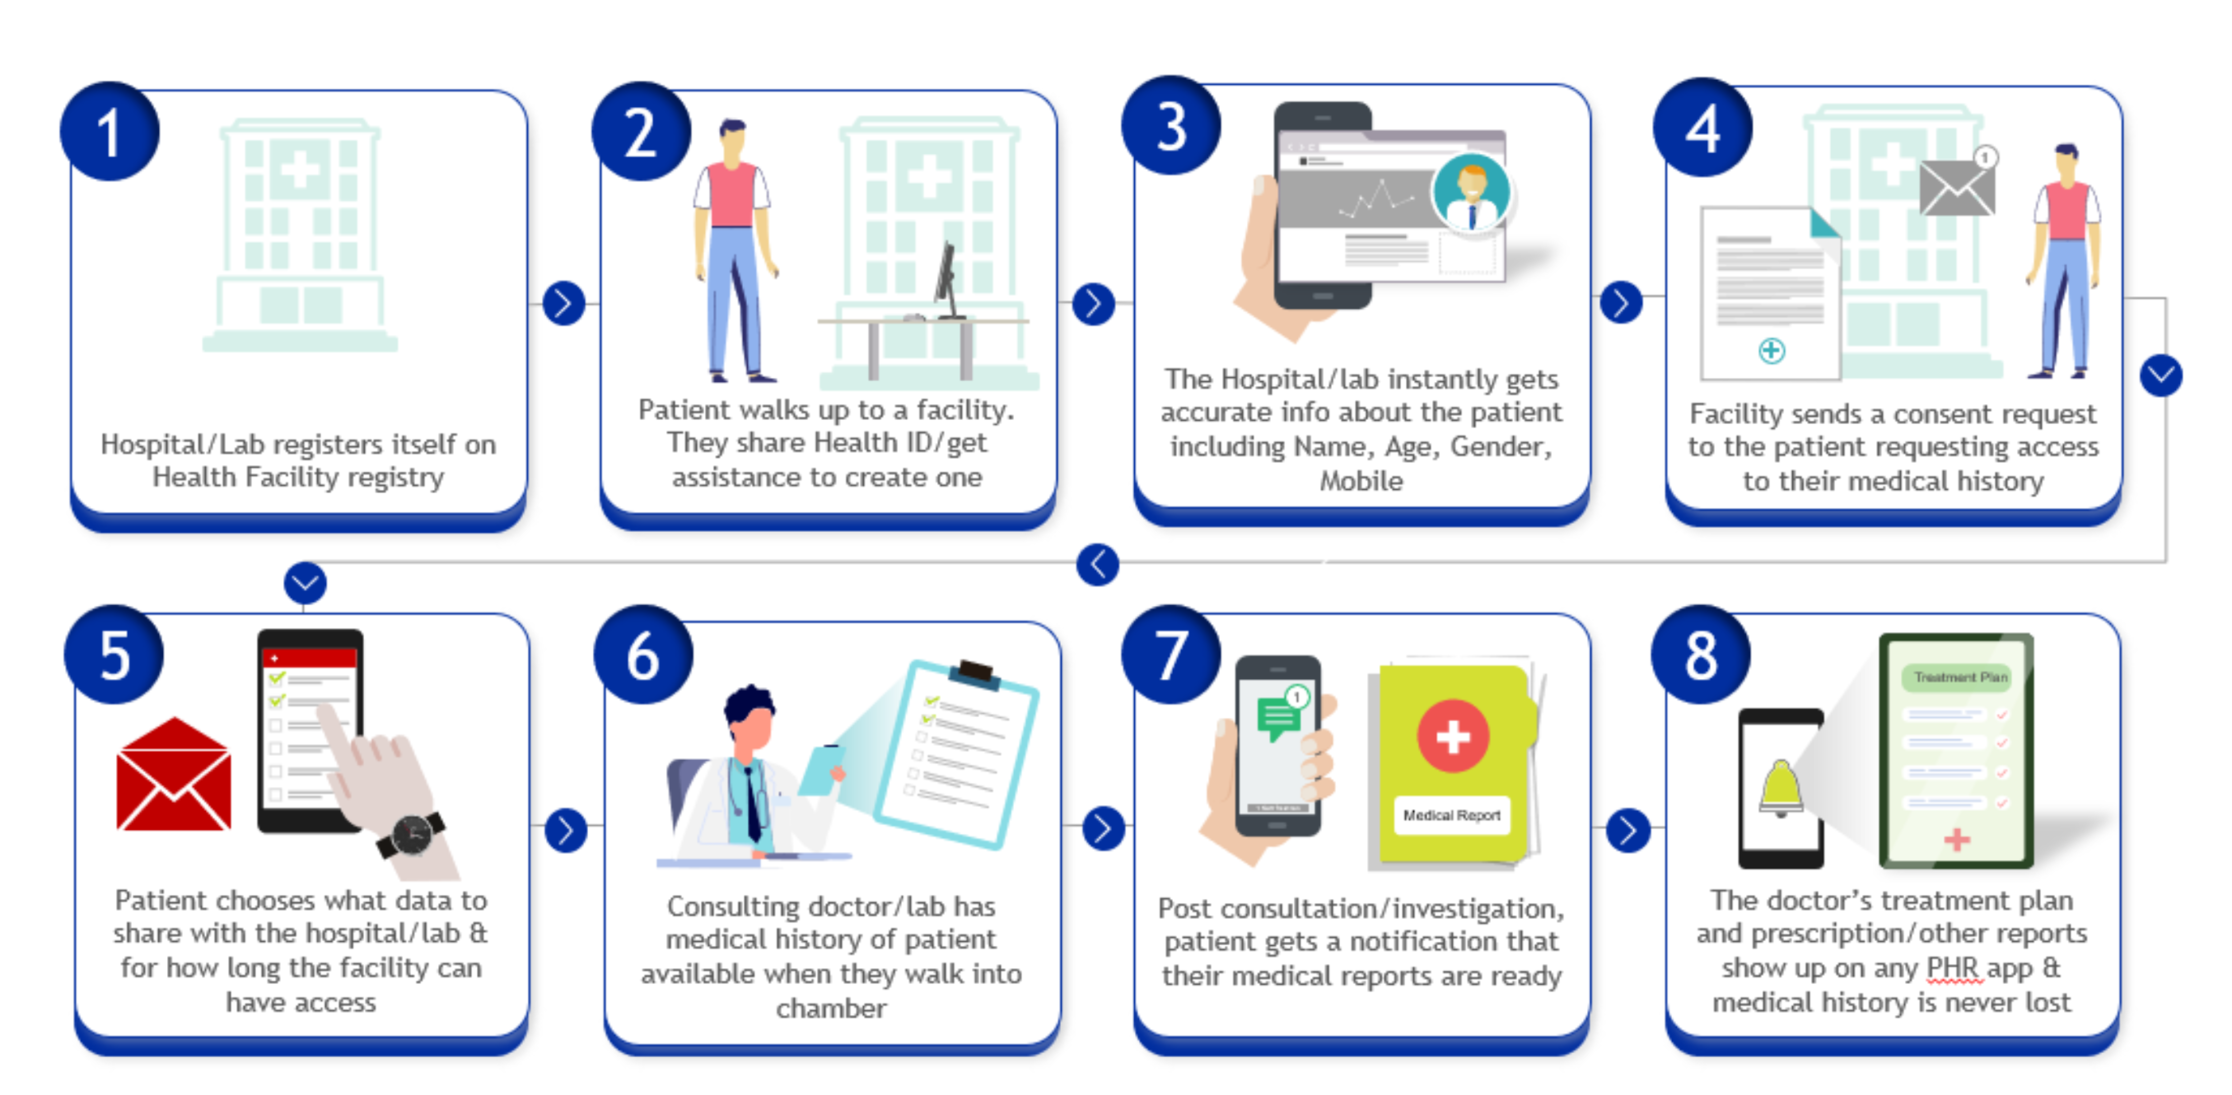 1
Hospital/Lab registers itself on
Health Facility registry
2
Patient walks up to a facility.
They share Health ID/get
assistance to create one
3
The Hospital/lab instantly gets
accurate info about the patient
including Name, Age, Gender,
Mobile
4
1
Facility sends a consent request
to the patient requesting access
to their medical history
5
Patient chooses what data to
share with the hospital/lab &
for how long the facility can
have access
6
Consulting doctor/lab has
medical history of patient
available when they walk into
chamber
7
1
Medical Report
Post consultation/investigation,
patient gets a notification that
their medical reports are ready
8
Treatment Plan
The doctor's treatment plan
and prescription/other reports
show up on any PHR app &
medical history is never lost